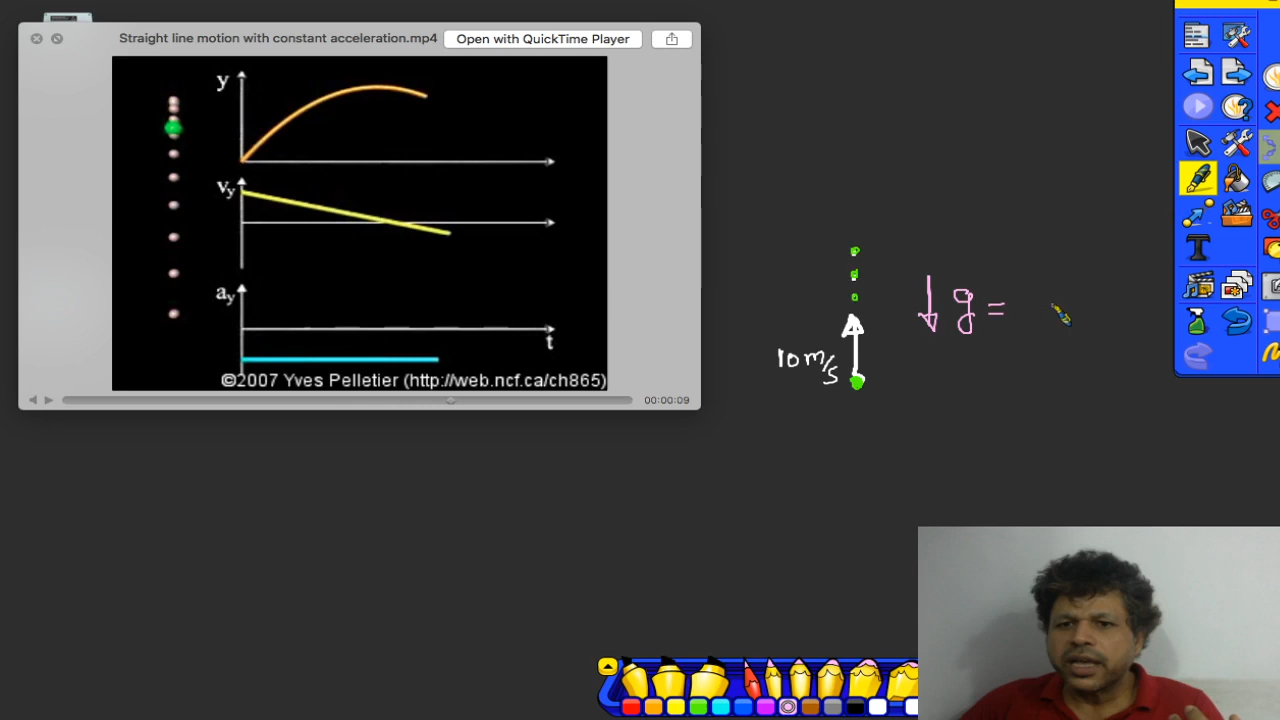 Straight line motion with constant acceleration.mp4
Open with QuickTime Player
y
vy
ay
t
©2007 Yves Pelletier (http://web.ncf.ca/ch865)
00:00:09
10m/s
g =
T